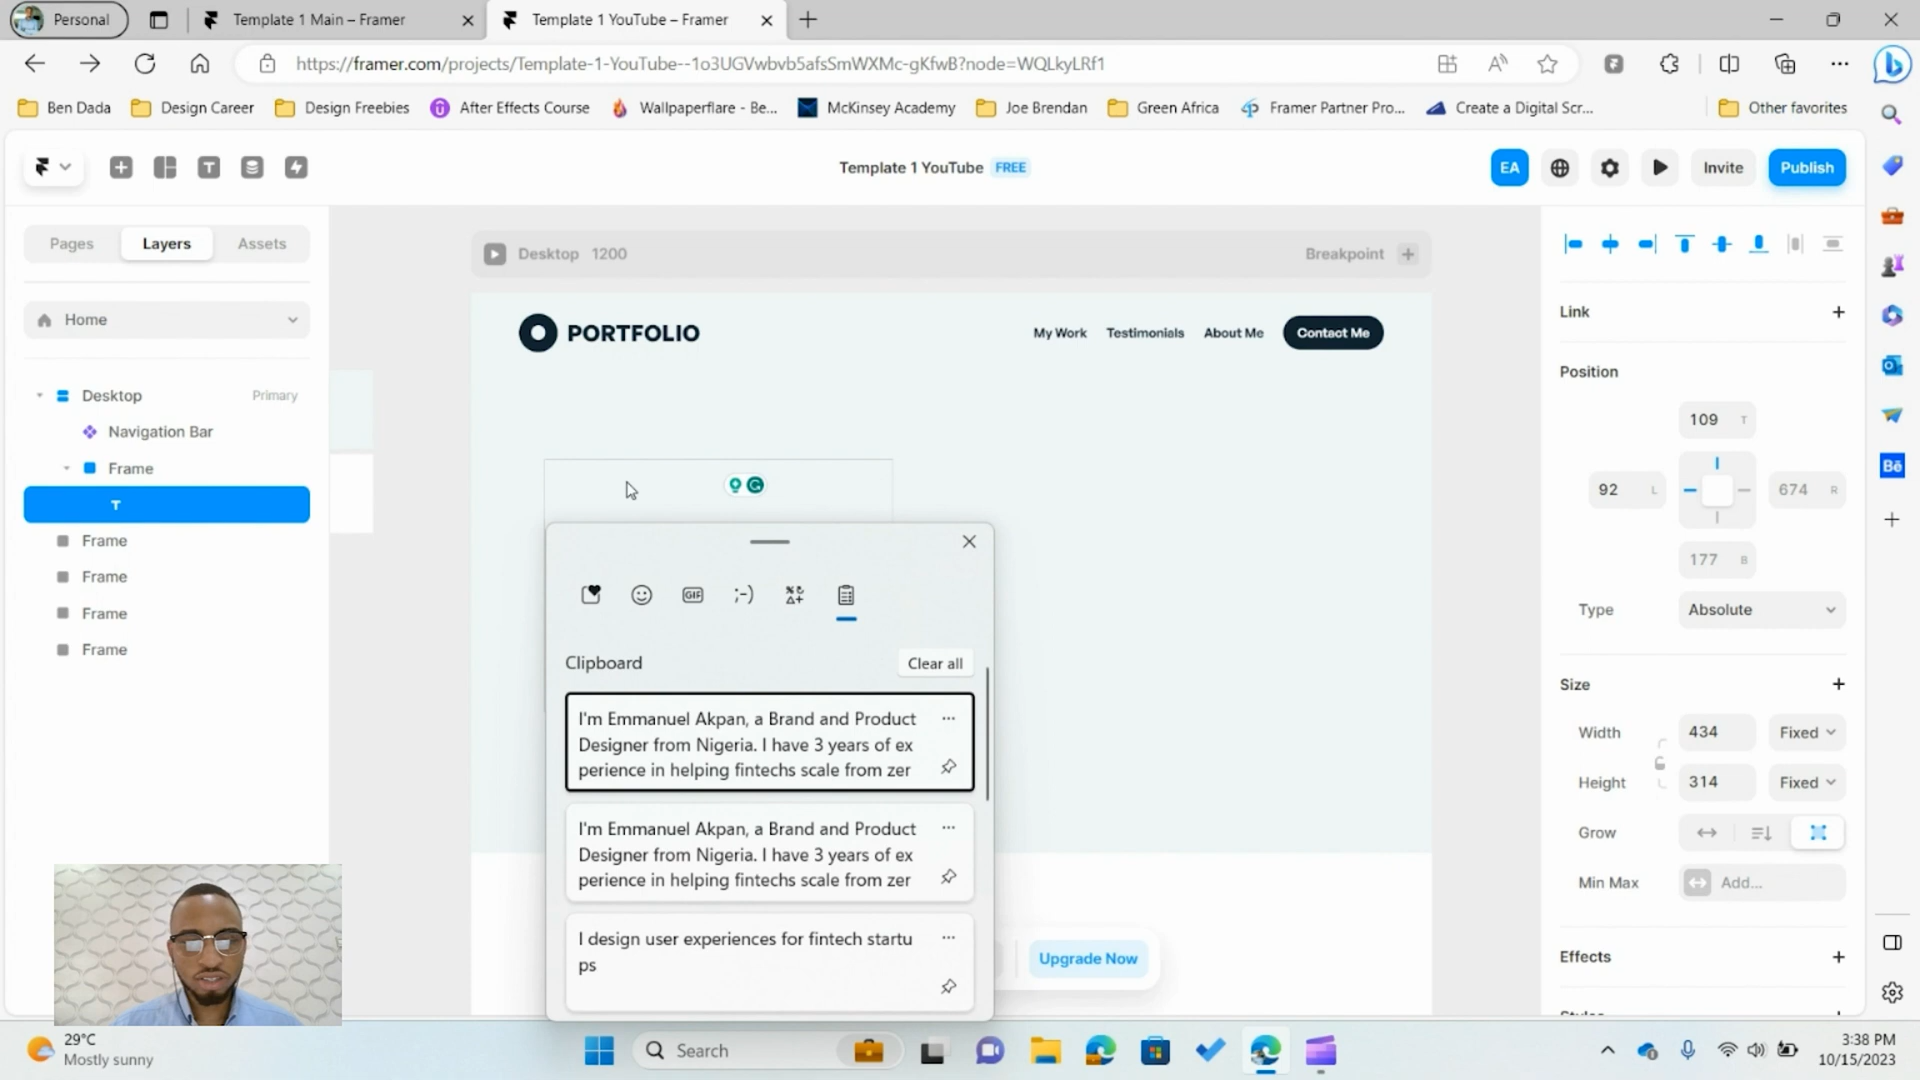 Personal
Template 1 Main – Framer
Template 1 YouTube – Framer
https://framer.com/projects/Template-1-YouTube--1o3UGVwbvb5afsSmWXMc-gKfwB?node=WQLkyLRf1
Ben Dada
Design Career
Design Freebies
After Effects Course
Wallpaperflare - Be...
McKinsey Academy
Joe Brendan
Green Africa
Framer Partner Pro...
Create a Digital Scr...
Other favorites
Template 1 YouTube FREE
EA
Invite
Publish
Pages
Layers
Assets
Home
Desktop
Primary
Navigation Bar
Frame
T
Frame
Frame
Frame
Frame
Desktop 1200
Breakpoint
PORTFOLIO
My Work
Testimonials
About Me
Contact Me
GIF
;-)
Clipboard
Clear all
I'm Emmanuel Akpan, a Brand and Product
Designer from Nigeria. I have 3 years of ex
perience in helping fintechs scale from zer
I'm Emmanuel Akpan, a Brand and Product
Designer from Nigeria. I have 3 years of ex
perience in helping fintechs scale from zer
I design user experiences for fintech startu
ps
Upgrade Now
Link
Position
109 T
92 L
674 R
177 B
Type
Absolute
Size
Width
434
Fixed
Height
314
Fixed
Grow
Min Max
Add...
Effects
Bē
29°C
Mostly sunny
Search
3:38 PM
10/15/2023